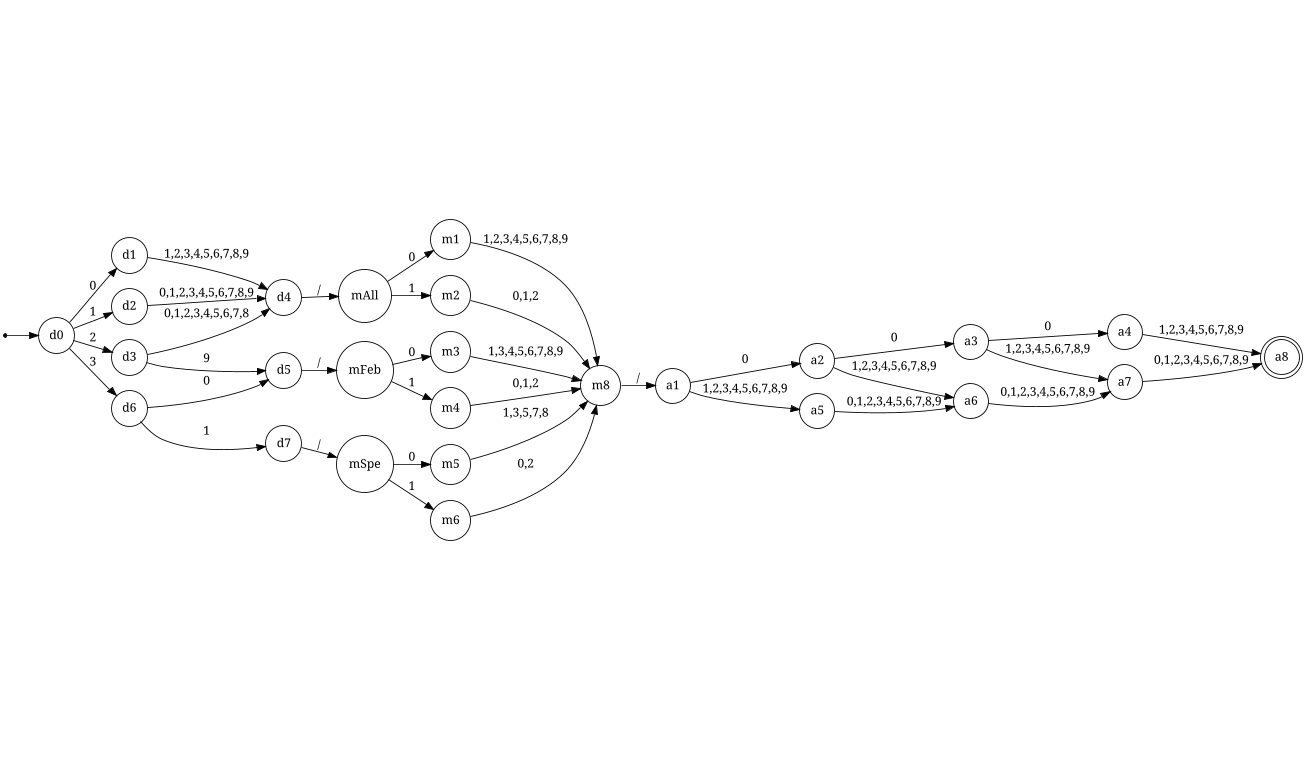 d0
0
1
2
3
d1
d2
d3
d6
1,2,3,4,5,6,7,8,9
0,1,2,3,4,5,6,7,8,9
0,1,2,3,4,5,6,7,8
9
0
1
d4
d5
d7
/
/
/
mAll
mFeb
mSpe
0
1
0
1
0
1
m1
m2
m3
m4
m5
m6
1,2,3,4,5,6,7,8,9
0,1,2
1,3,4,5,6,7,8,9
0,1,2
1,3,5,7,8
0,2
m8
/
a1
0
1,2,3,4,5,6,7,8,9
a2
a5
0
1,2,3,4,5,6,7,8,9
0,1,2,3,4,5,6,7,8,9
a3
a6
0
1,2,3,4,5,6,7,8,9
0,1,2,3,4,5,6,7,8,9
a4
a7
1,2,3,4,5,6,7,8,9
0,1,2,3,4,5,6,7,8,9
a8